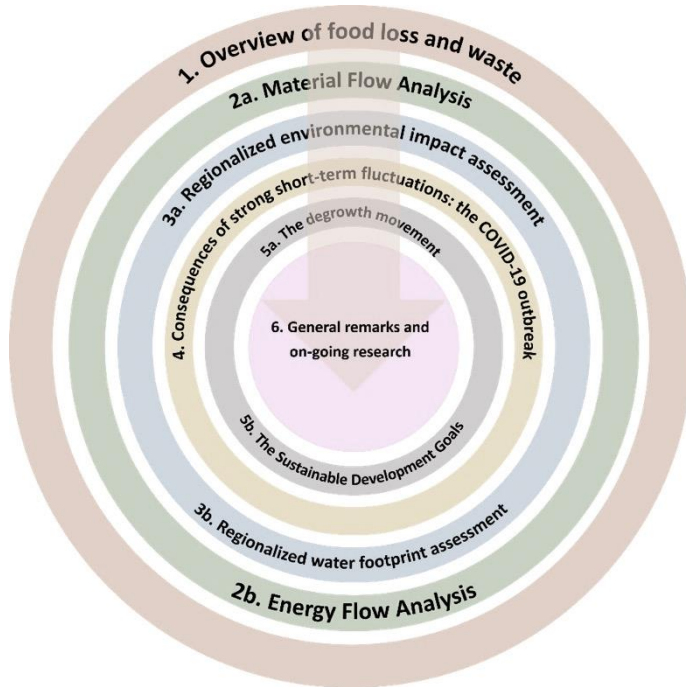 1. Overview of food loss and waste
2a. Material Flow Analysis
3a. Regionalized environmental impact assessment
4. Consequences of strong short-term fluctuations: the COVID-19 outbreak
5a. The degrowth movement
6. General remarks and
on-going research
5b. The Sustainable Development Goals
3b. Regionalized water footprint assessment
2b. Energy Flow Analysis